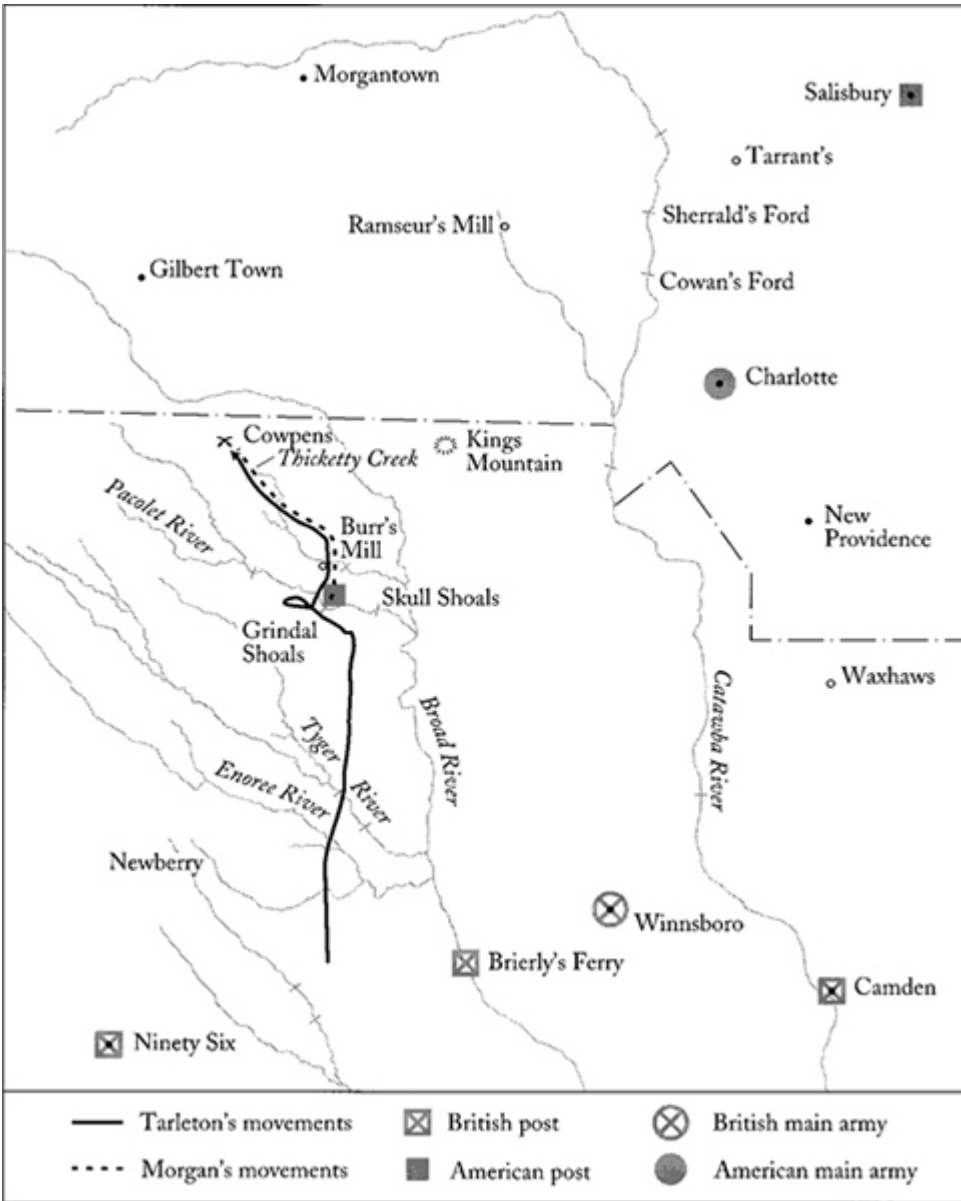 Morgantown
Salisbury
Tarrant's
Ramseur's Mill
Sherrald's Ford
Gilbert Town
Cowan's Ford
Charlotte
Cowpens
Kings
Mountain
Thicketty Creek
Pacolet River
Burr's
Mill
New
Providence
Skull Shoals
Grindal
Shoals
Waxhaws
Broad River
Catawba River
Tyger
River
Enoree River
Newberry
Winnsboro
Brierly's Ferry
Camden
Ninety Six
Tarleton's movements
British post
British main army
Morgan's movements
American post
American main army